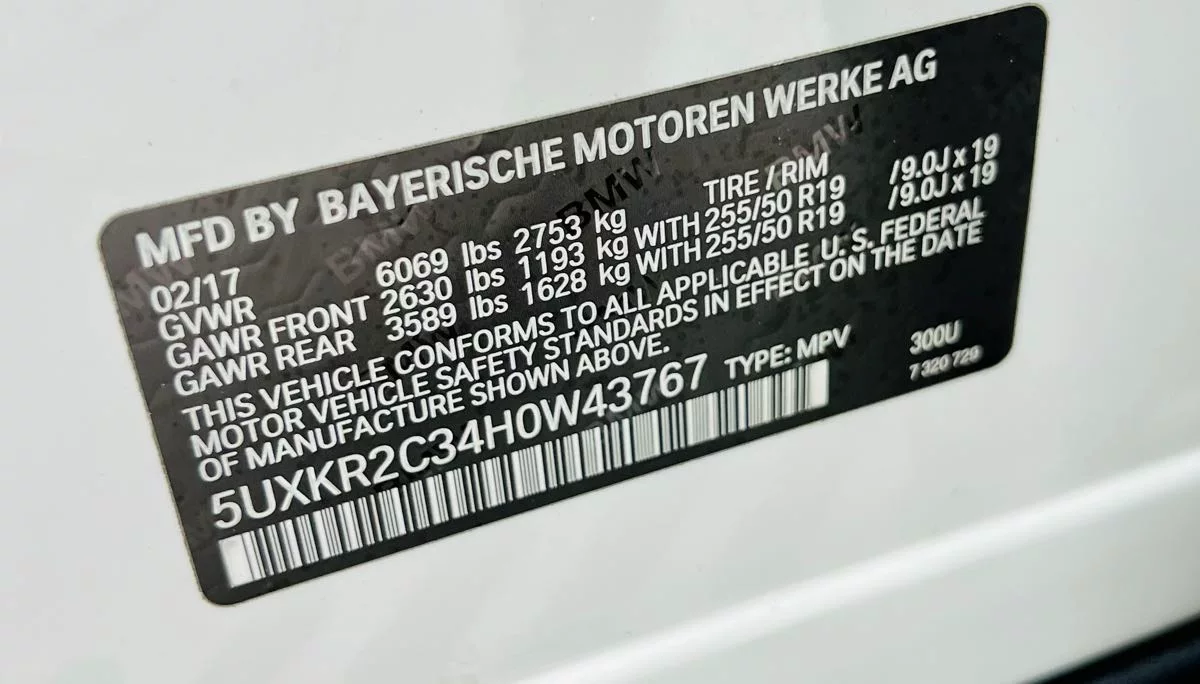 MFD BY BAYERISCHE MOTOREN WERKE AG
02/17 TIRE / RIM
GVWR 6069 lbs 2753 kg
GAWR FRONT 2630 lbs 1193 kg WITH 255/50 R19 /9.0J x 19
GAWR REAR 3589 lbs 1628 kg WITH 255/50 R19 /9.0J x 19
THIS VEHICLE CONFORMS TO ALL APPLICABLE U. S. FEDERAL
MOTOR VEHICLE SAFETY STANDARDS IN EFFECT ON THE DATE
OF MANUFACTURE SHOWN ABOVE.
5UXKR2C34H0W43767 TYPE: MPV 300U
7 320 729